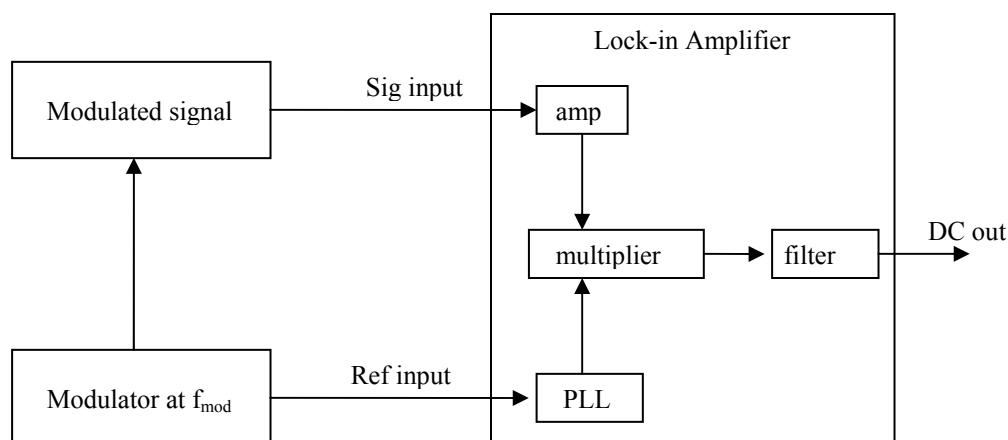 Lock-in Amplifier
Sig input
Modulated signal
amp
DC out
multiplier
filter
Ref input
Modulator at fmod
PLL